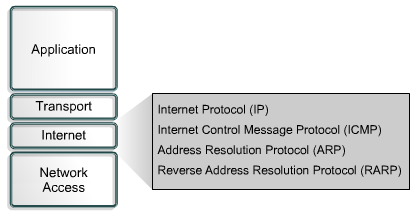 Application
Transport
Internet
Network
Access
Internet Protocol (IP)
Internet Control Message Protocol (ICMP)
Address Resolution Protocol (ARP)
Reverse Address Resolution Protocol (RARP)